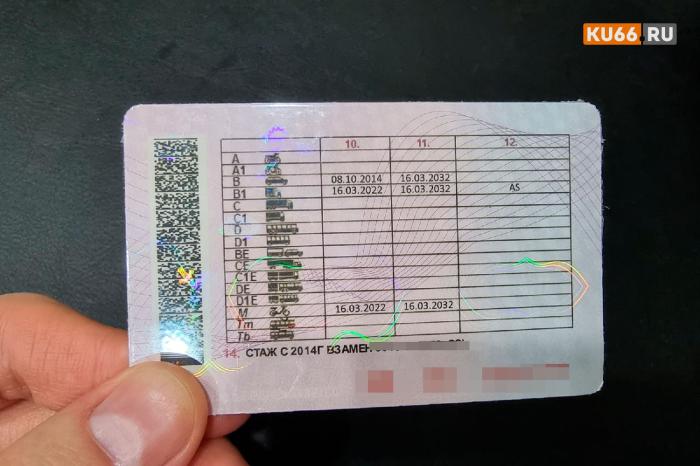 KU66.RU
10. 11. 12.
A
A1
B 08.10.2014 16.03.2032
B1 16.03.2022 16.03.2032 AS
C
C1
D
D1
BE
CE
C1E
DE
D1E
M 16.03.2022 16.03.2032
Tm
Tb
14. СТАЖ С 2014Г ВЗАМЕН